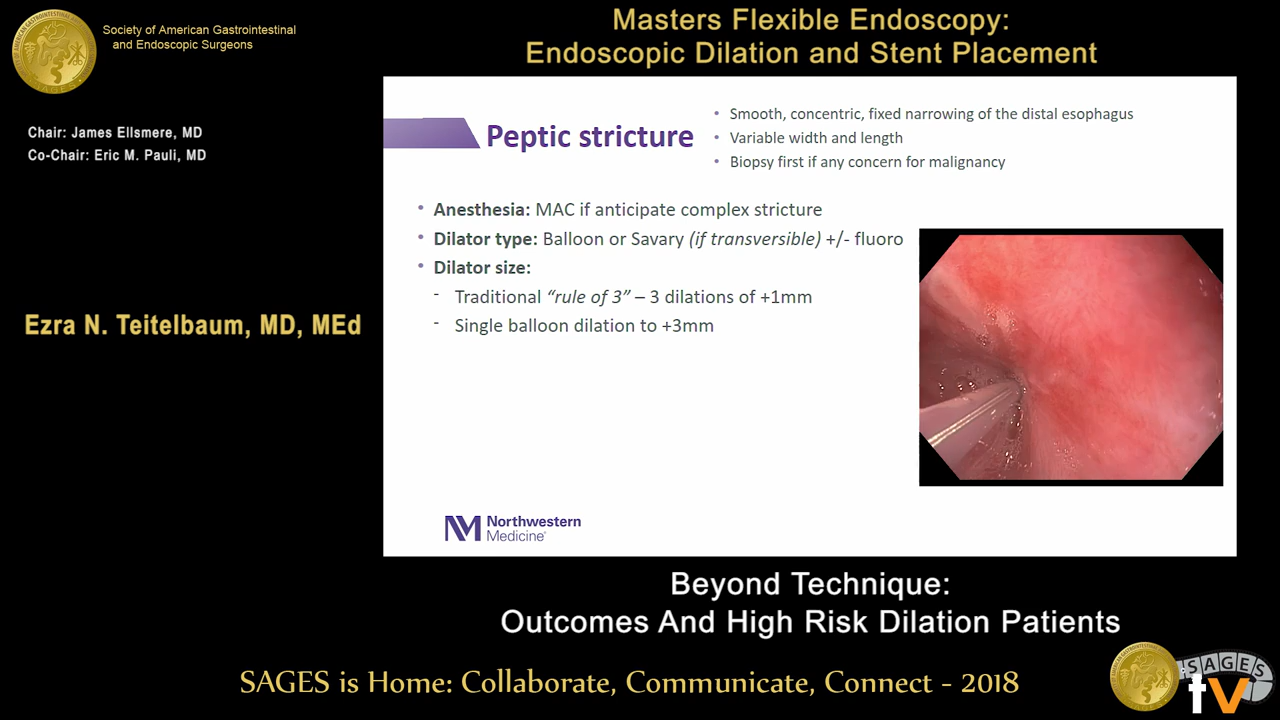 Society of American Gastrointestinal
and Endoscopic Surgeons
Masters Flexible Endoscopy:
Endoscopic Dilation and Stent Placement
Chair: James Ellsmere, MD
Co-Chair: Eric M. Pauli, MD
Ezra N. Teitelbaum, MD, MEd
Peptic stricture
• Smooth, concentric, fixed narrowing of the distal esophagus
• Variable width and length
• Biopsy first if any concern for malignancy
• Anesthesia: MAC if anticipate complex stricture
• Dilator type: Balloon or Savary (if transversible) +/- fluoro
• Dilator size:
- Traditional “rule of 3” – 3 dilations of +1mm
- Single balloon dilation to +3mm
NM Northwestern
Medicine®
Beyond Technique:
Outcomes And High Risk Dilation Patients
SAGES is Home: Collaborate, Communicate, Connect - 2018
SAGES
tv